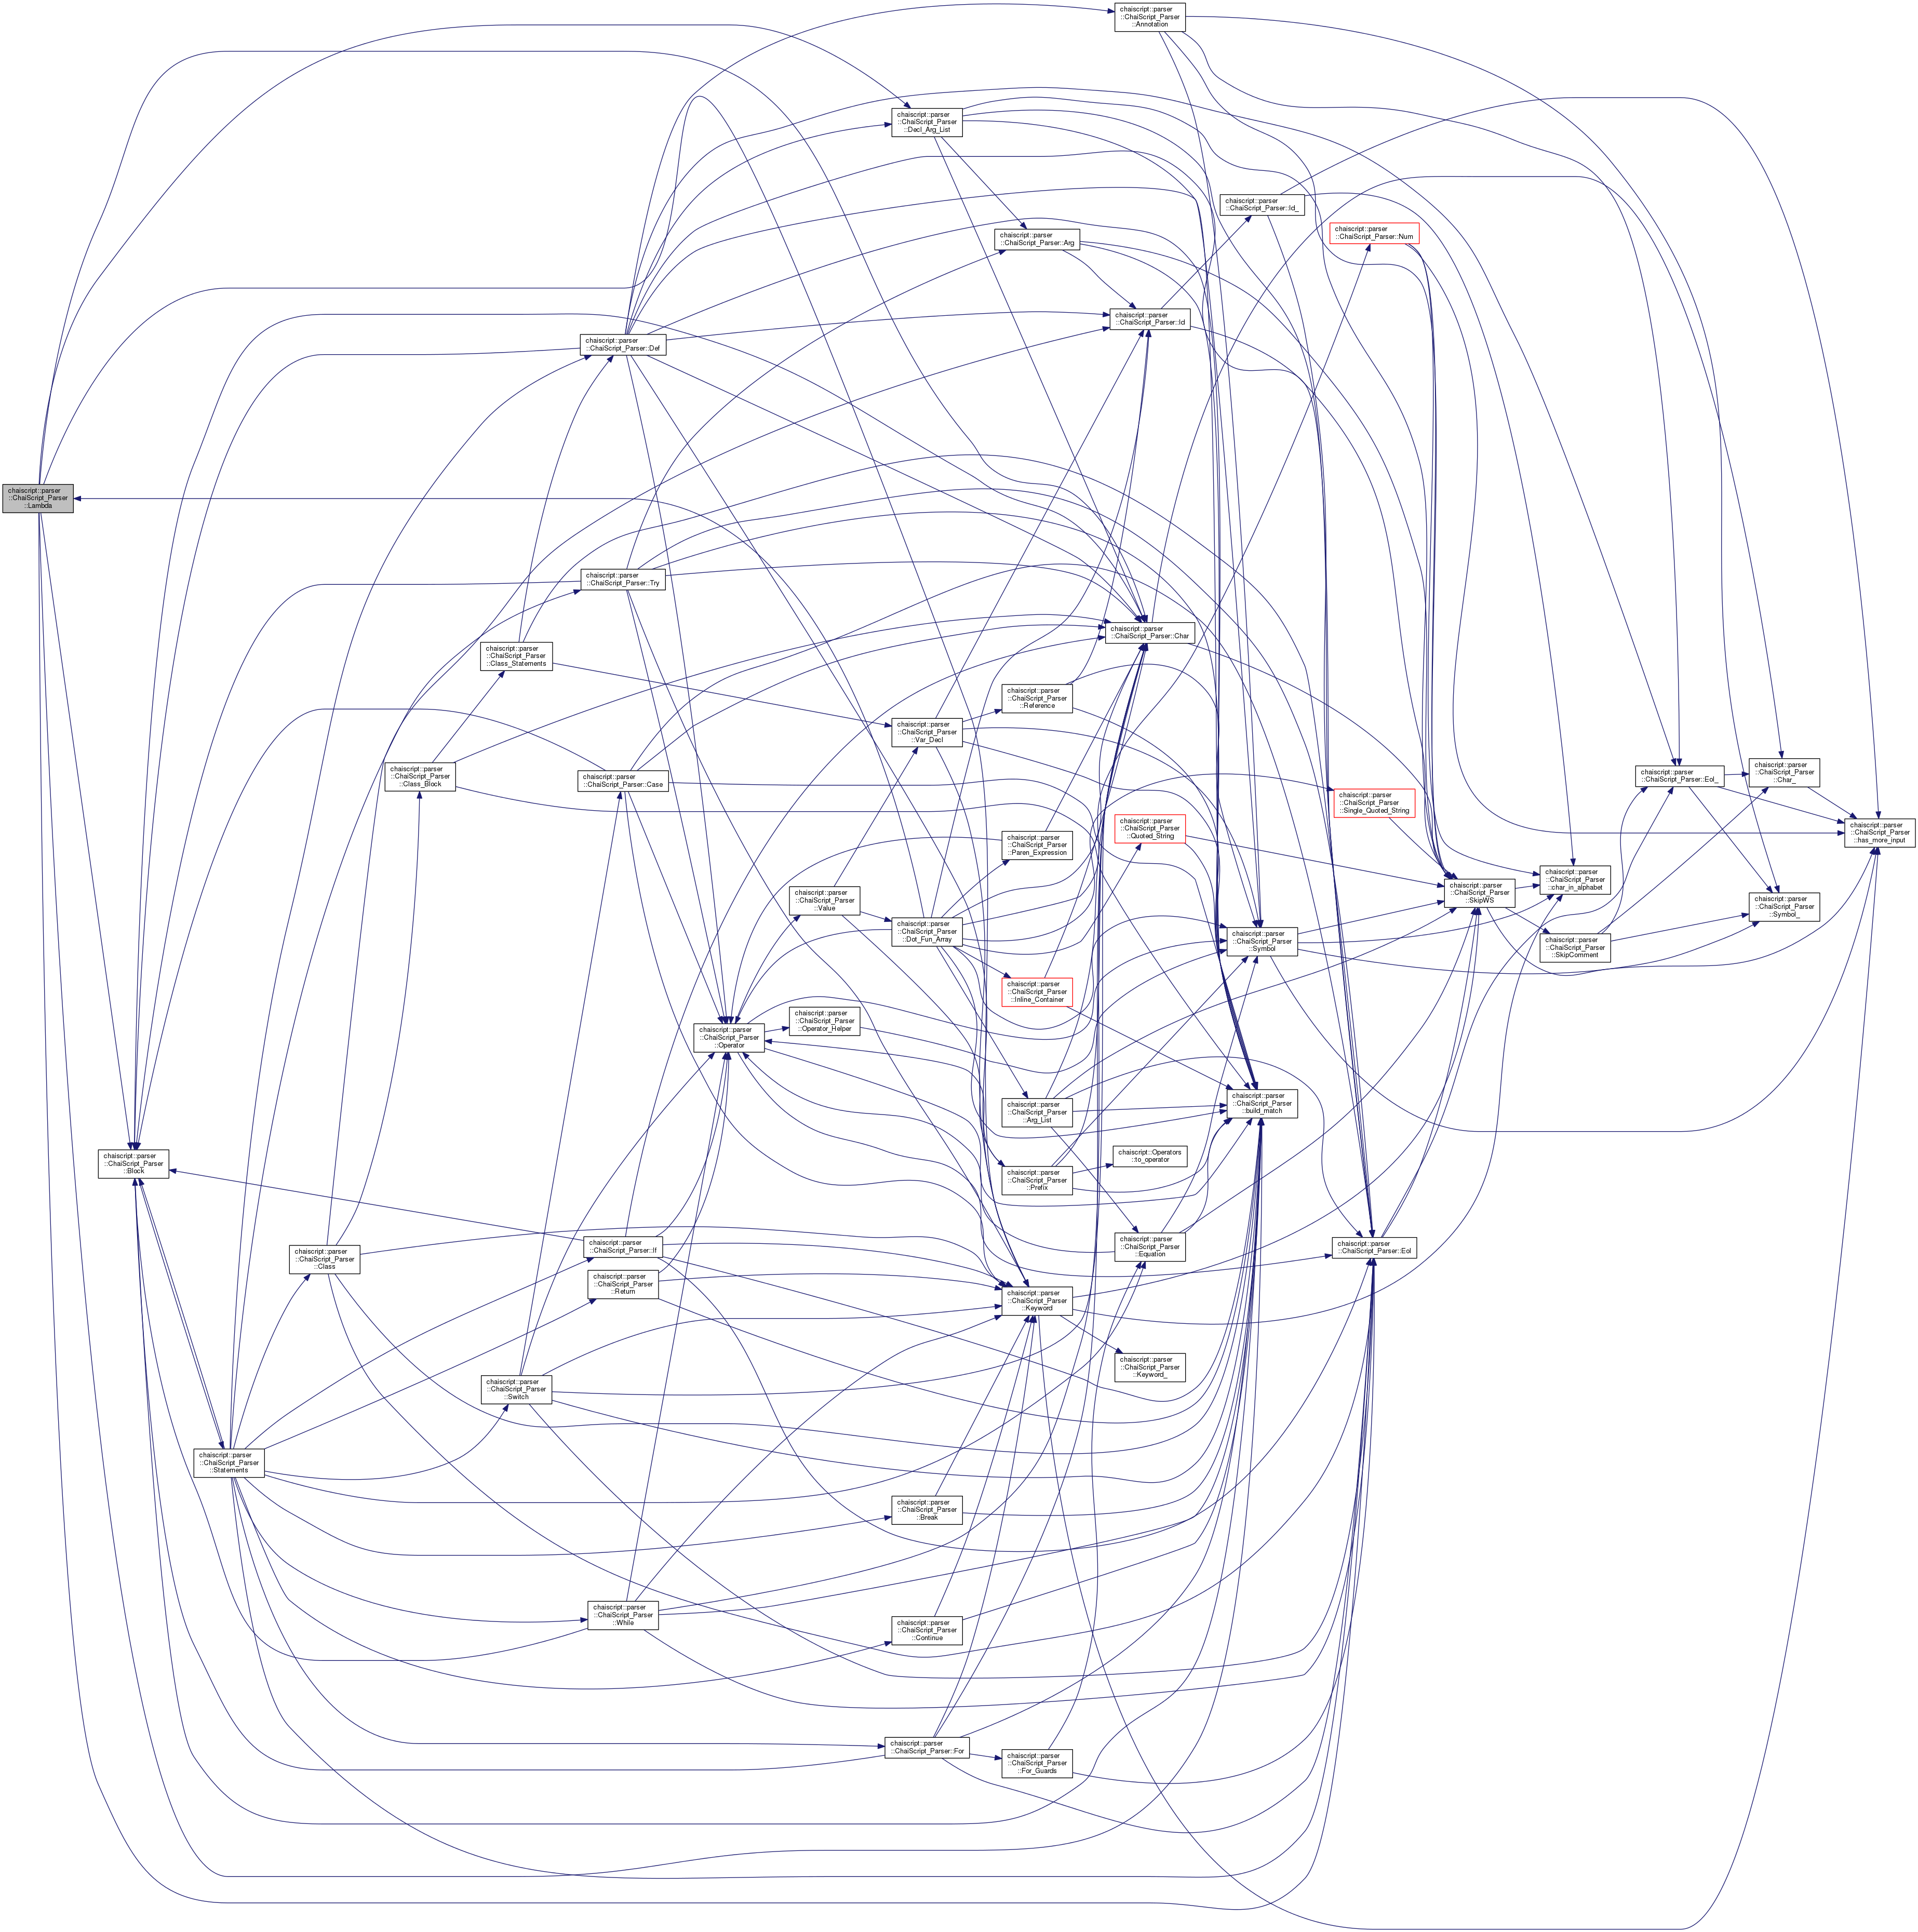 chaiscript::parser
::ChaiScript_Parser
::Annotation
chaiscript::parser
::ChaiScript_Parser
::Decl_Arg_List
chaiscript::parser
::ChaiScript_Parser::Id_
chaiscript::parser
::ChaiScript_Parser::Num
chaiscript::parser
::ChaiScript_Parser::Arg
chaiscript::parser
::ChaiScript_Parser::Id
chaiscript::parser
::ChaiScript_Parser::Def
chaiscript::parser
::ChaiScript_Parser
::Lambda
chaiscript::parser
::ChaiScript_Parser::Try
chaiscript::parser
::ChaiScript_Parser::Char
chaiscript::parser
::ChaiScript_Parser
::Class_Statements
chaiscript::parser
::ChaiScript_Parser
::Reference
chaiscript::parser
::ChaiScript_Parser
::Var_Decl
chaiscript::parser
::ChaiScript_Parser
::Class_Block
chaiscript::parser
::ChaiScript_Parser::Case
chaiscript::parser
::ChaiScript_Parser::Eol_
chaiscript::parser
::ChaiScript_Parser
::Char_
chaiscript::parser
::ChaiScript_Parser
::Single_Quoted_String
chaiscript::parser
::ChaiScript_Parser
::Quoted_String
chaiscript::parser
::ChaiScript_Parser
::Paren_Expression
chaiscript::parser
::ChaiScript_Parser
::has_more_input
chaiscript::parser
::ChaiScript_Parser
::char_in_alphabet
chaiscript::parser
::ChaiScript_Parser
::SkipWS
chaiscript::parser
::ChaiScript_Parser
::Value
chaiscript::parser
::ChaiScript_Parser
::Symbol_
chaiscript::parser
::ChaiScript_Parser
::Dot_Fun_Array
chaiscript::parser
::ChaiScript_Parser
::Symbol
chaiscript::parser
::ChaiScript_Parser
::SkipComment
chaiscript::parser
::ChaiScript_Parser
::Inline_Container
chaiscript::parser
::ChaiScript_Parser
::Operator_Helper
chaiscript::parser
::ChaiScript_Parser
::Operator
chaiscript::parser
::ChaiScript_Parser
::build_match
chaiscript::parser
::ChaiScript_Parser
::Arg_List
chaiscript::Operators
::to_operator
chaiscript::parser
::ChaiScript_Parser
::Block
chaiscript::parser
::ChaiScript_Parser
::Prefix
chaiscript::parser
::ChaiScript_Parser
::Equation
chaiscript::parser
::ChaiScript_Parser::Eol
chaiscript::parser
::ChaiScript_Parser::If
chaiscript::parser
::ChaiScript_Parser
::Class
chaiscript::parser
::ChaiScript_Parser
::Return
chaiscript::parser
::ChaiScript_Parser
::Keyword
chaiscript::parser
::ChaiScript_Parser
::Keyword_
chaiscript::parser
::ChaiScript_Parser
::Switch
chaiscript::parser
::ChaiScript_Parser
::Statements
chaiscript::parser
::ChaiScript_Parser
::Break
chaiscript::parser
::ChaiScript_Parser
::While
chaiscript::parser
::ChaiScript_Parser
::Continue
chaiscript::parser
::ChaiScript_Parser::For
chaiscript::parser
::ChaiScript_Parser
::For_Guards